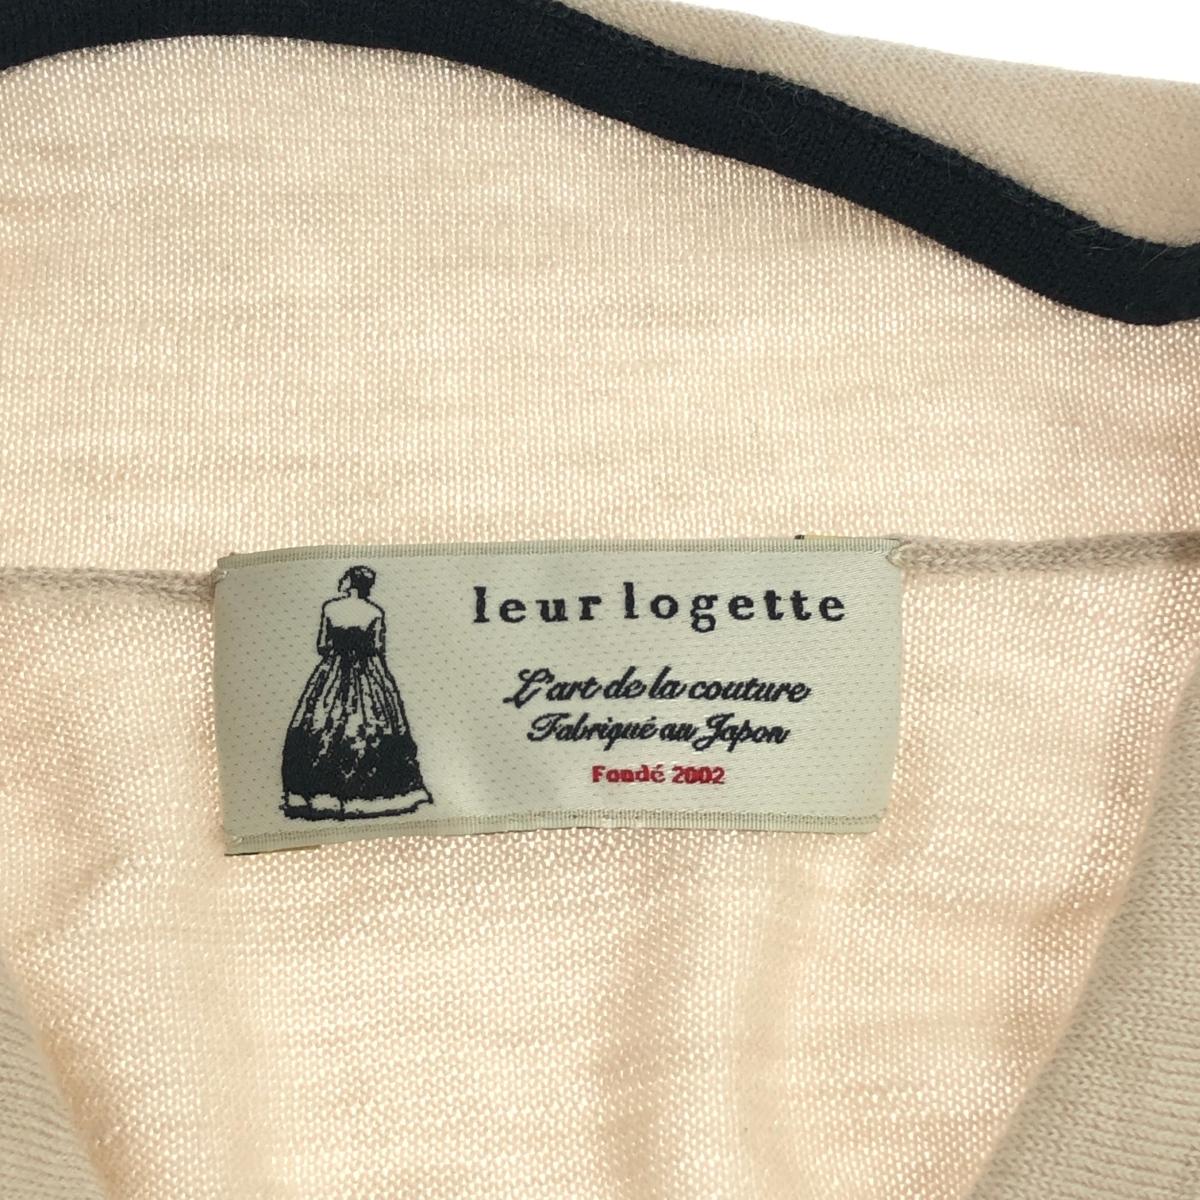 leur logette
L'art de la couture
Fabriqué au Japon
Fondé 2002